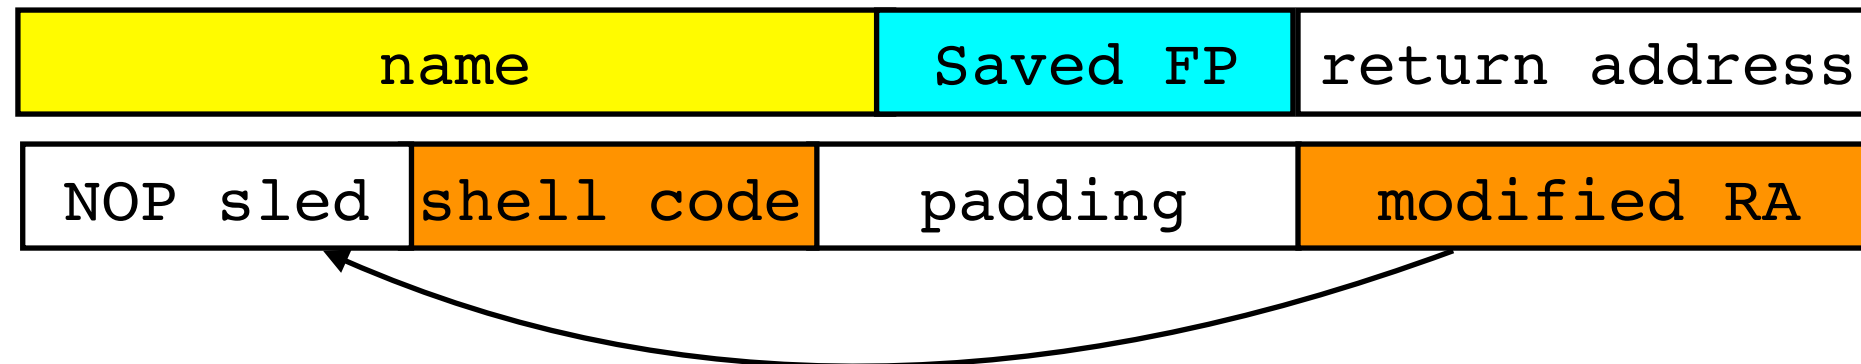 name Saved FP return address
NOP sled shell code padding modified RA